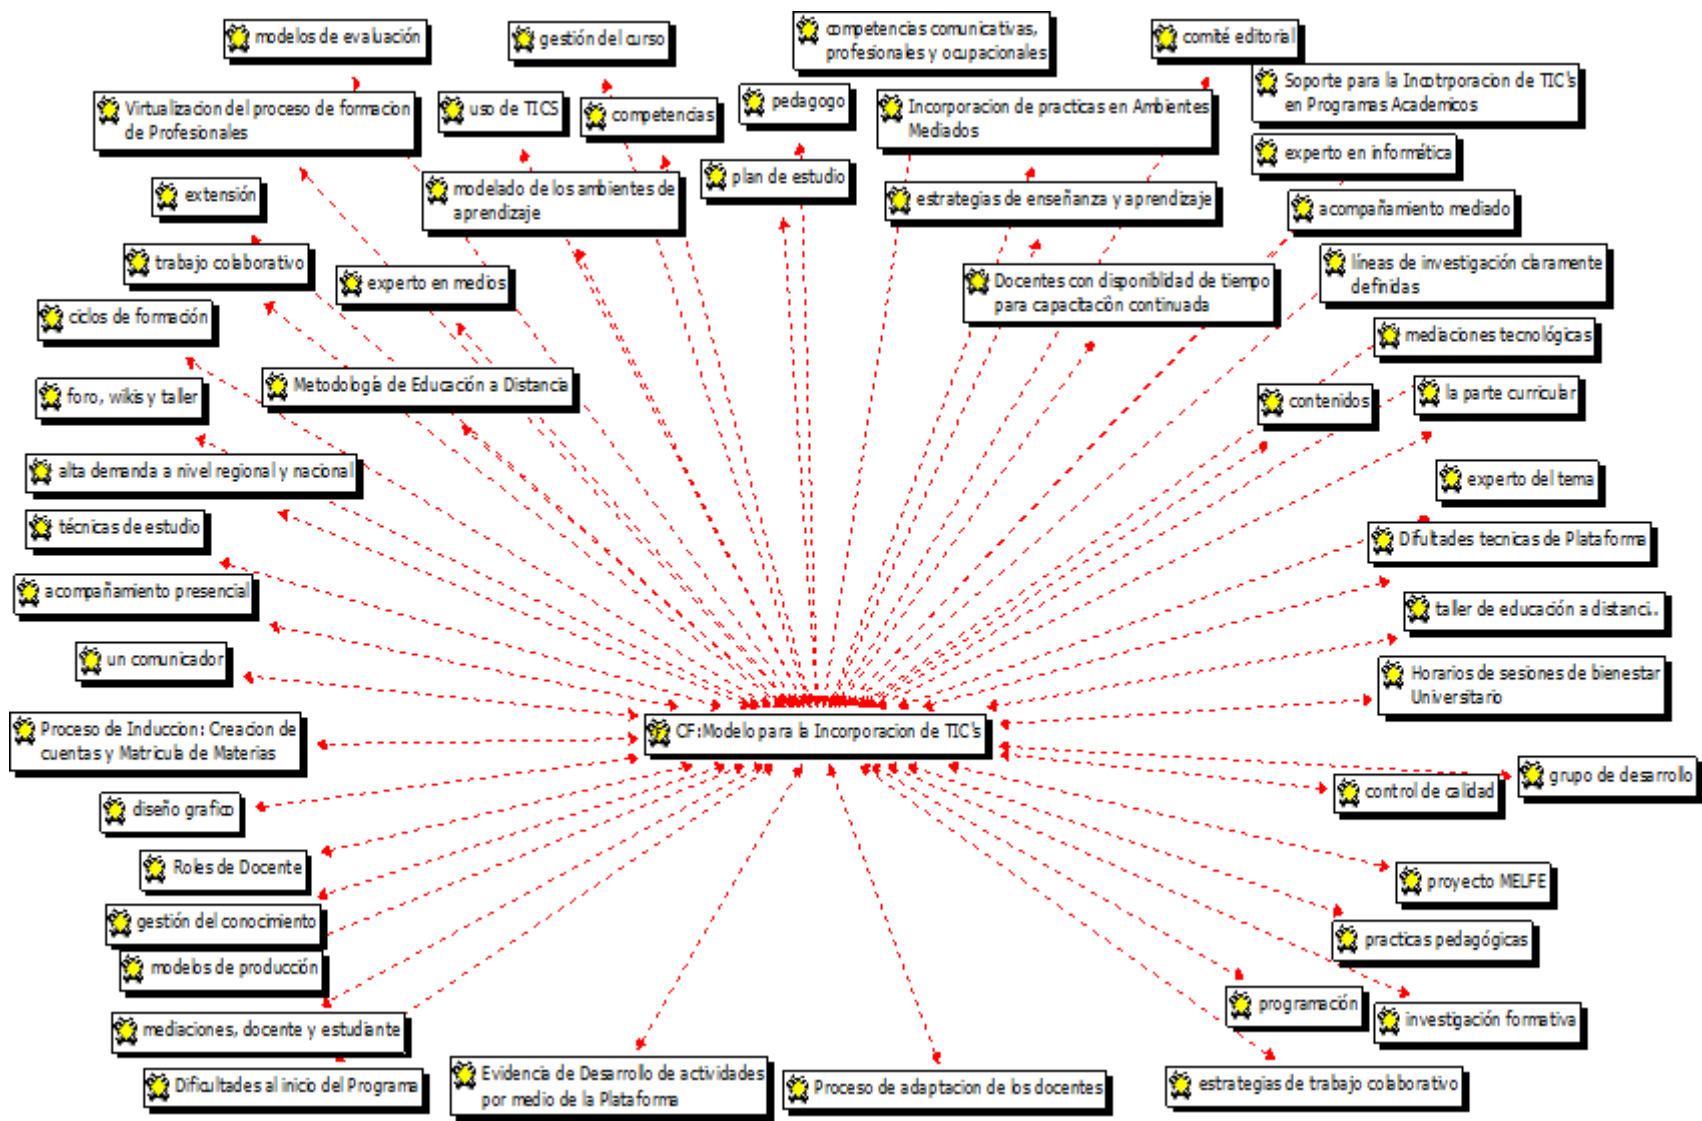 modelos de evaluación
gestión del curso
competencias comunicativas,
profesionales y ocupacionales
comité editorial
Virtualizacion del proceso de formacion
de Profesionales
uso de TICS
competencias
pedagogo
Incorporacion de practicas en Ambientes
Mediados
Soporte para la Incotrporacion de TIC's
en Programas Academicos
experto en informática
extensión
modelado de los ambientes de
aprendizaje
plan de estudio
estrategias de enseñanza y aprendizaje
acompañamiento mediado
trabajo colaborativo
experto en medios
Docentes con disponiblidad de tiempo
para capacitación continuada
líneas de investigación claramente
definidas
ciclos de formación
mediaciones tecnológicas
foro, wikis y taller
Metodología de Educación a Distancia
contenidos
la parte curricular
alta demanda a nivel regional y nacional
experto del tema
técnicas de estudio
Difultades tecnicas de Plataforma
acompañamiento presencial
taller de educación a distanci..
un comunicador
Horarios de sesiones de bienestar
Universitario
Proceso de Induccion: Creacion de
cuentas y Matricula de Materias
CF:Modelo para la Incorporacion de TIC's
grupo de desarrollo
control de calidad
diseño grafico
Roles de Docente
proyecto MELFE
gestión del conocimiento
practicas pedagógicas
modelos de producción
programación
investigación formativa
mediaciones, docente y estudiante
Dificultades al inicio del Programa
Evidencia de Desarrollo de actividades
por medio de la Plataforma
Proceso de adaptacion de los docentes
estrategias de trabajo colaborativo